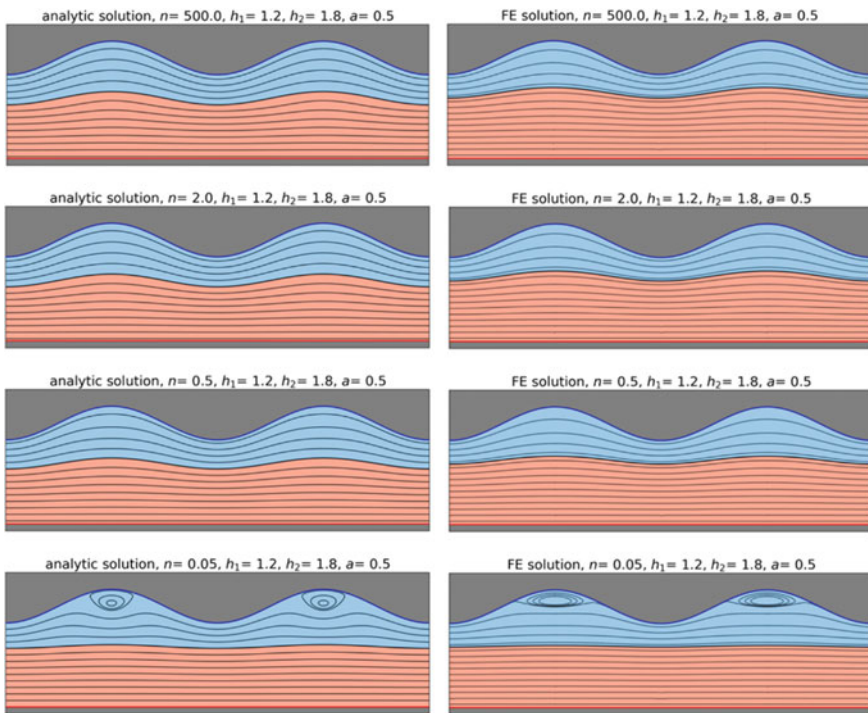 analytic solution, n= 500.0, h₁= 1.2, h₂= 1.8, a= 0.5
FE solution, n= 500.0, h₁= 1.2, h₂= 1.8, a= 0.5
analytic solution, n= 2.0, h₁= 1.2, h₂= 1.8, a= 0.5
FE solution, n= 2.0, h₁= 1.2, h₂= 1.8, a= 0.5
analytic solution, n= 0.5, h₁= 1.2, h₂= 1.8, a= 0.5
FE solution, n= 0.5, h₁= 1.2, h₂= 1.8, a= 0.5
analytic solution, n= 0.05, h₁= 1.2, h₂= 1.8, a= 0.5
FE solution, n= 0.05, h₁= 1.2, h₂= 1.8, a= 0.5